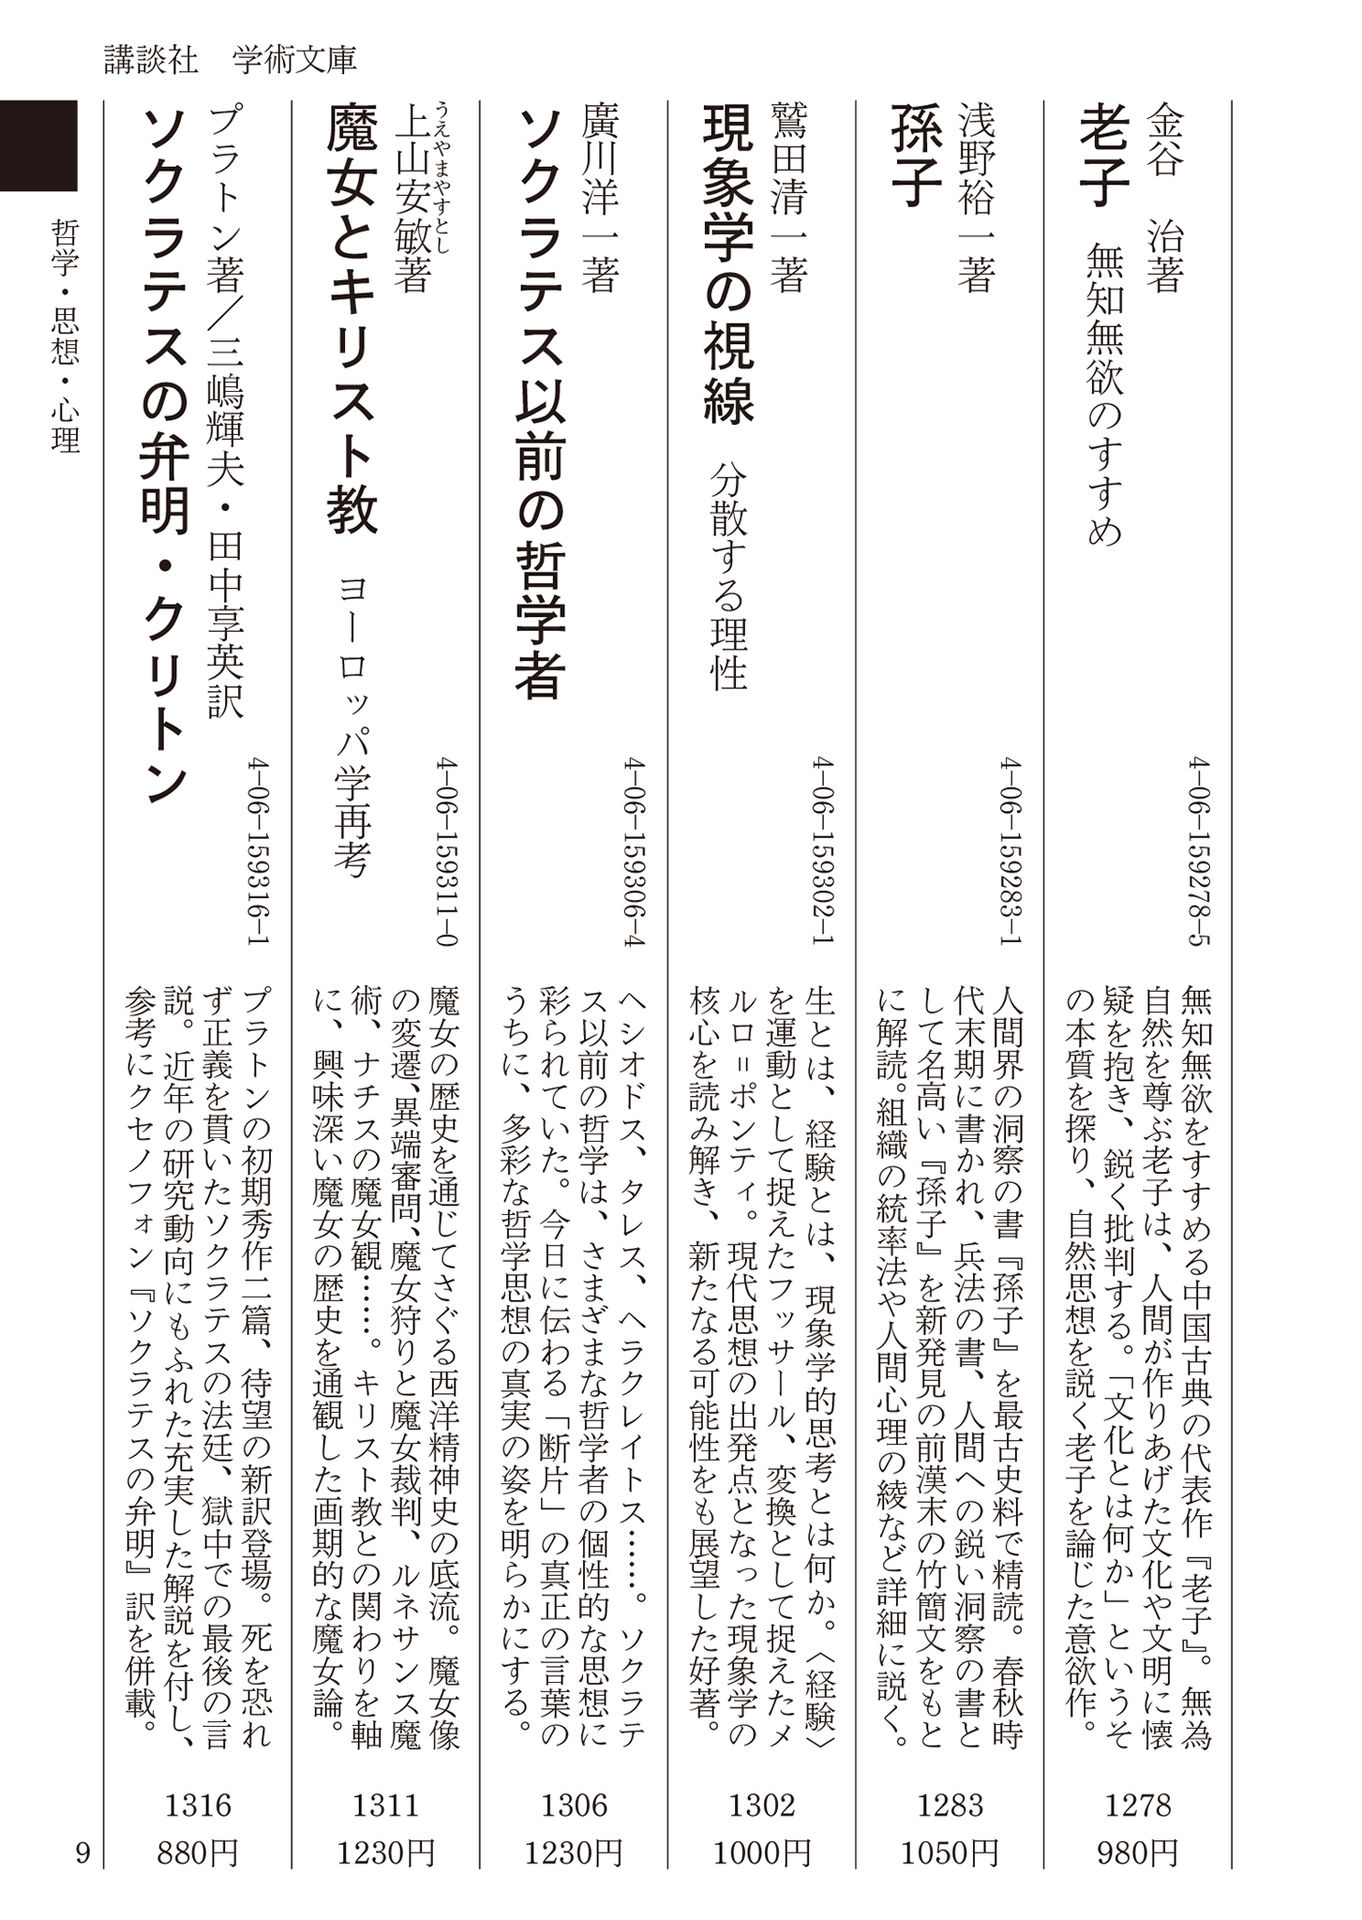 講談社　学術文庫
金谷　治著
老子　無知無欲のすすめ
4-06-159278-5
無知無欲をすすめる中国古典の代表作『老子』。無為
自然を尊ぶ老子は、人間が作りあげた文化や文明に懐
疑を抱き、鋭く批判する。「文化とは何か」というそ
の本質を探り、自然思想を説く老子を論じた意欲作。
1278
980円
浅野裕一著
孫子
4-06-159283-1
人間界の洞察の書『孫子』を最古史料で精読。春秋時
代末期に書かれ、兵法の書、人間への鋭い洞察の書と
して名高い『孫子』を新発見の前漢末の竹簡文をもと
に解読。組織の統率法や人間心理の綾など詳細に説く。
1283
1050円
鷲田清一著
現象学の視線　分散する理性
4-06-159302-1
生とは、経験とは、現象学的思考とは何か。〈経験〉
を運動として捉えたフッサール、変換として捉えたメ
ルロ＝ポンティ。現代思想の出発点となった現象学の
核心を読み解き、新たなる可能性をも展望した好著。
1302
1000円
廣川洋一著
ソクラテス以前の哲学者
4-06-159306-4
ヘシオドス、タレス、ヘラクレイトス……。ソクラテ
ス以前の哲学は、さまざまな哲学者の個性的な思想に
彩られていた。今日に伝わる「断片」の真正の言葉の
うちに、多彩な哲学思想の真実の姿を明らかにする。
1306
1230円
うえやまやすとし
上山安敏著
魔女とキリスト教　ヨーロッパ学再考
4-06-159311-0
魔女の歴史を通じてさぐる西洋精神史の底流。魔女像
の変遷、異端審問、魔女狩りと魔女裁判、ルネサンス魔
術、ナチスの魔女観……。キリスト教との関わりを軸
に、興味深い魔女の歴史を通観した画期的な魔女論。
1311
1230円
プラトン著／三嶋輝夫・田中享英訳
ソクラテスの弁明・クリトン
4-06-159316-1
プラトンの初期秀作二篇、待望の新訳登場。死を恐れ
ず正義を貫いたソクラテスの法廷、獄中での最後の言
説。近年の研究動向にもふれた充実した解説を付し、
参考にクセノフォン『ソクラテスの弁明』訳を併載。
1316
880円
哲学・思想・心理
9